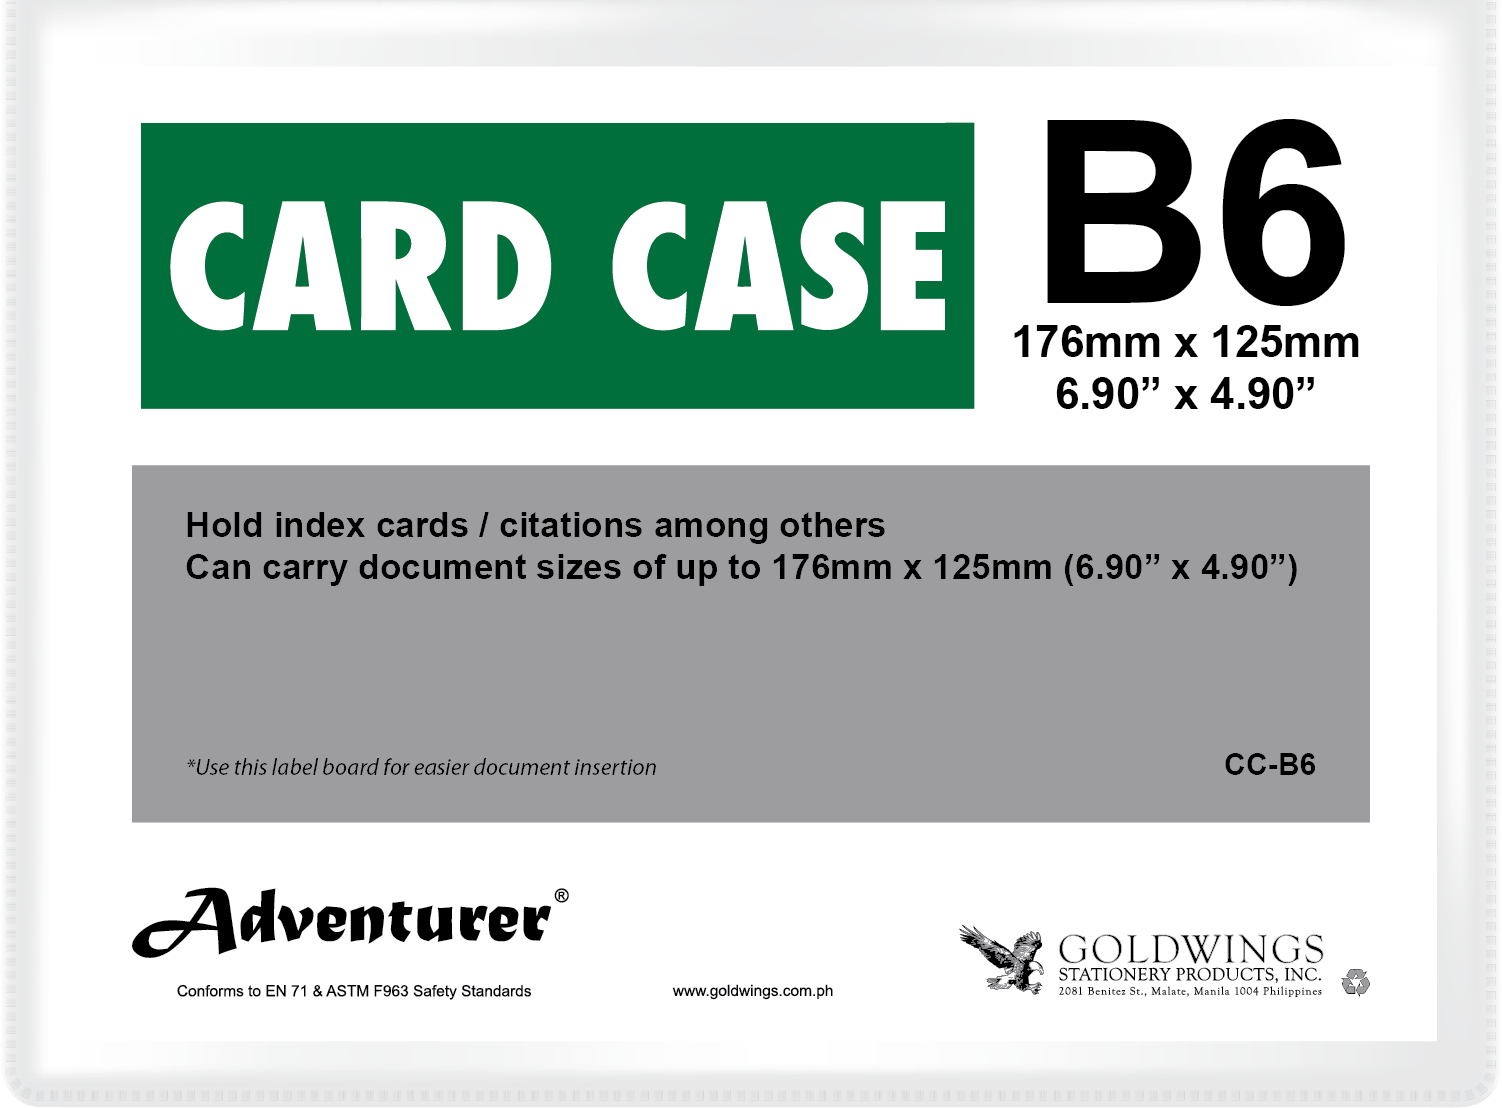 CARD CASE
B6
176mm x 125mm
6.90” x 4.90”
Hold index cards / citations among others
Can carry document sizes of up to 176mm x 125mm (6.90” x 4.90”)
*Use this label board for easier document insertion
CC-B6
Adventurer®
Conforms to EN 71 & ASTM F963 Safety Standards
www.goldwings.com.ph
GOLDWINGS
STATIONERY PRODUCTS, INC.
2081 Benitez St., Malate, Manila 1004 Philippines